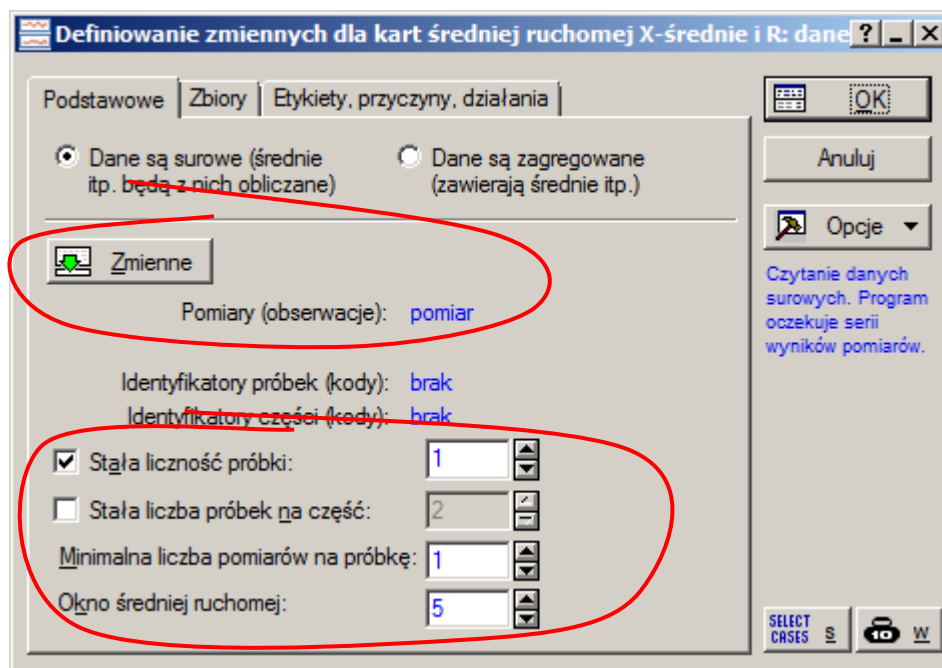 Definiowanie zmiennych dla kart średniej ruchomej X-średnie i R: dane
Podstawowe
Zbiory
Etykiety, przyczyny, działania
Dane są surowe (średnie
itp. będą z nich obliczane)
Dane są zagregowane
(zawierają średnie itp.)
Zmienne
Pomiary (obserwacje): pomiar
Identyfikatory próbek (kody): brak
Identyfikatory części (kody): brak
Stała liczność próbki: 1
Stała liczba próbek na część: 2
Minimalna liczba pomiarów na próbkę: 1
Okno średniej ruchomej: 5
OK
Anuluj
Opcje
Czytanie danych
surowych. Program
oczekuje serii
wyników pomiarów.
SELECT
CASES S
W